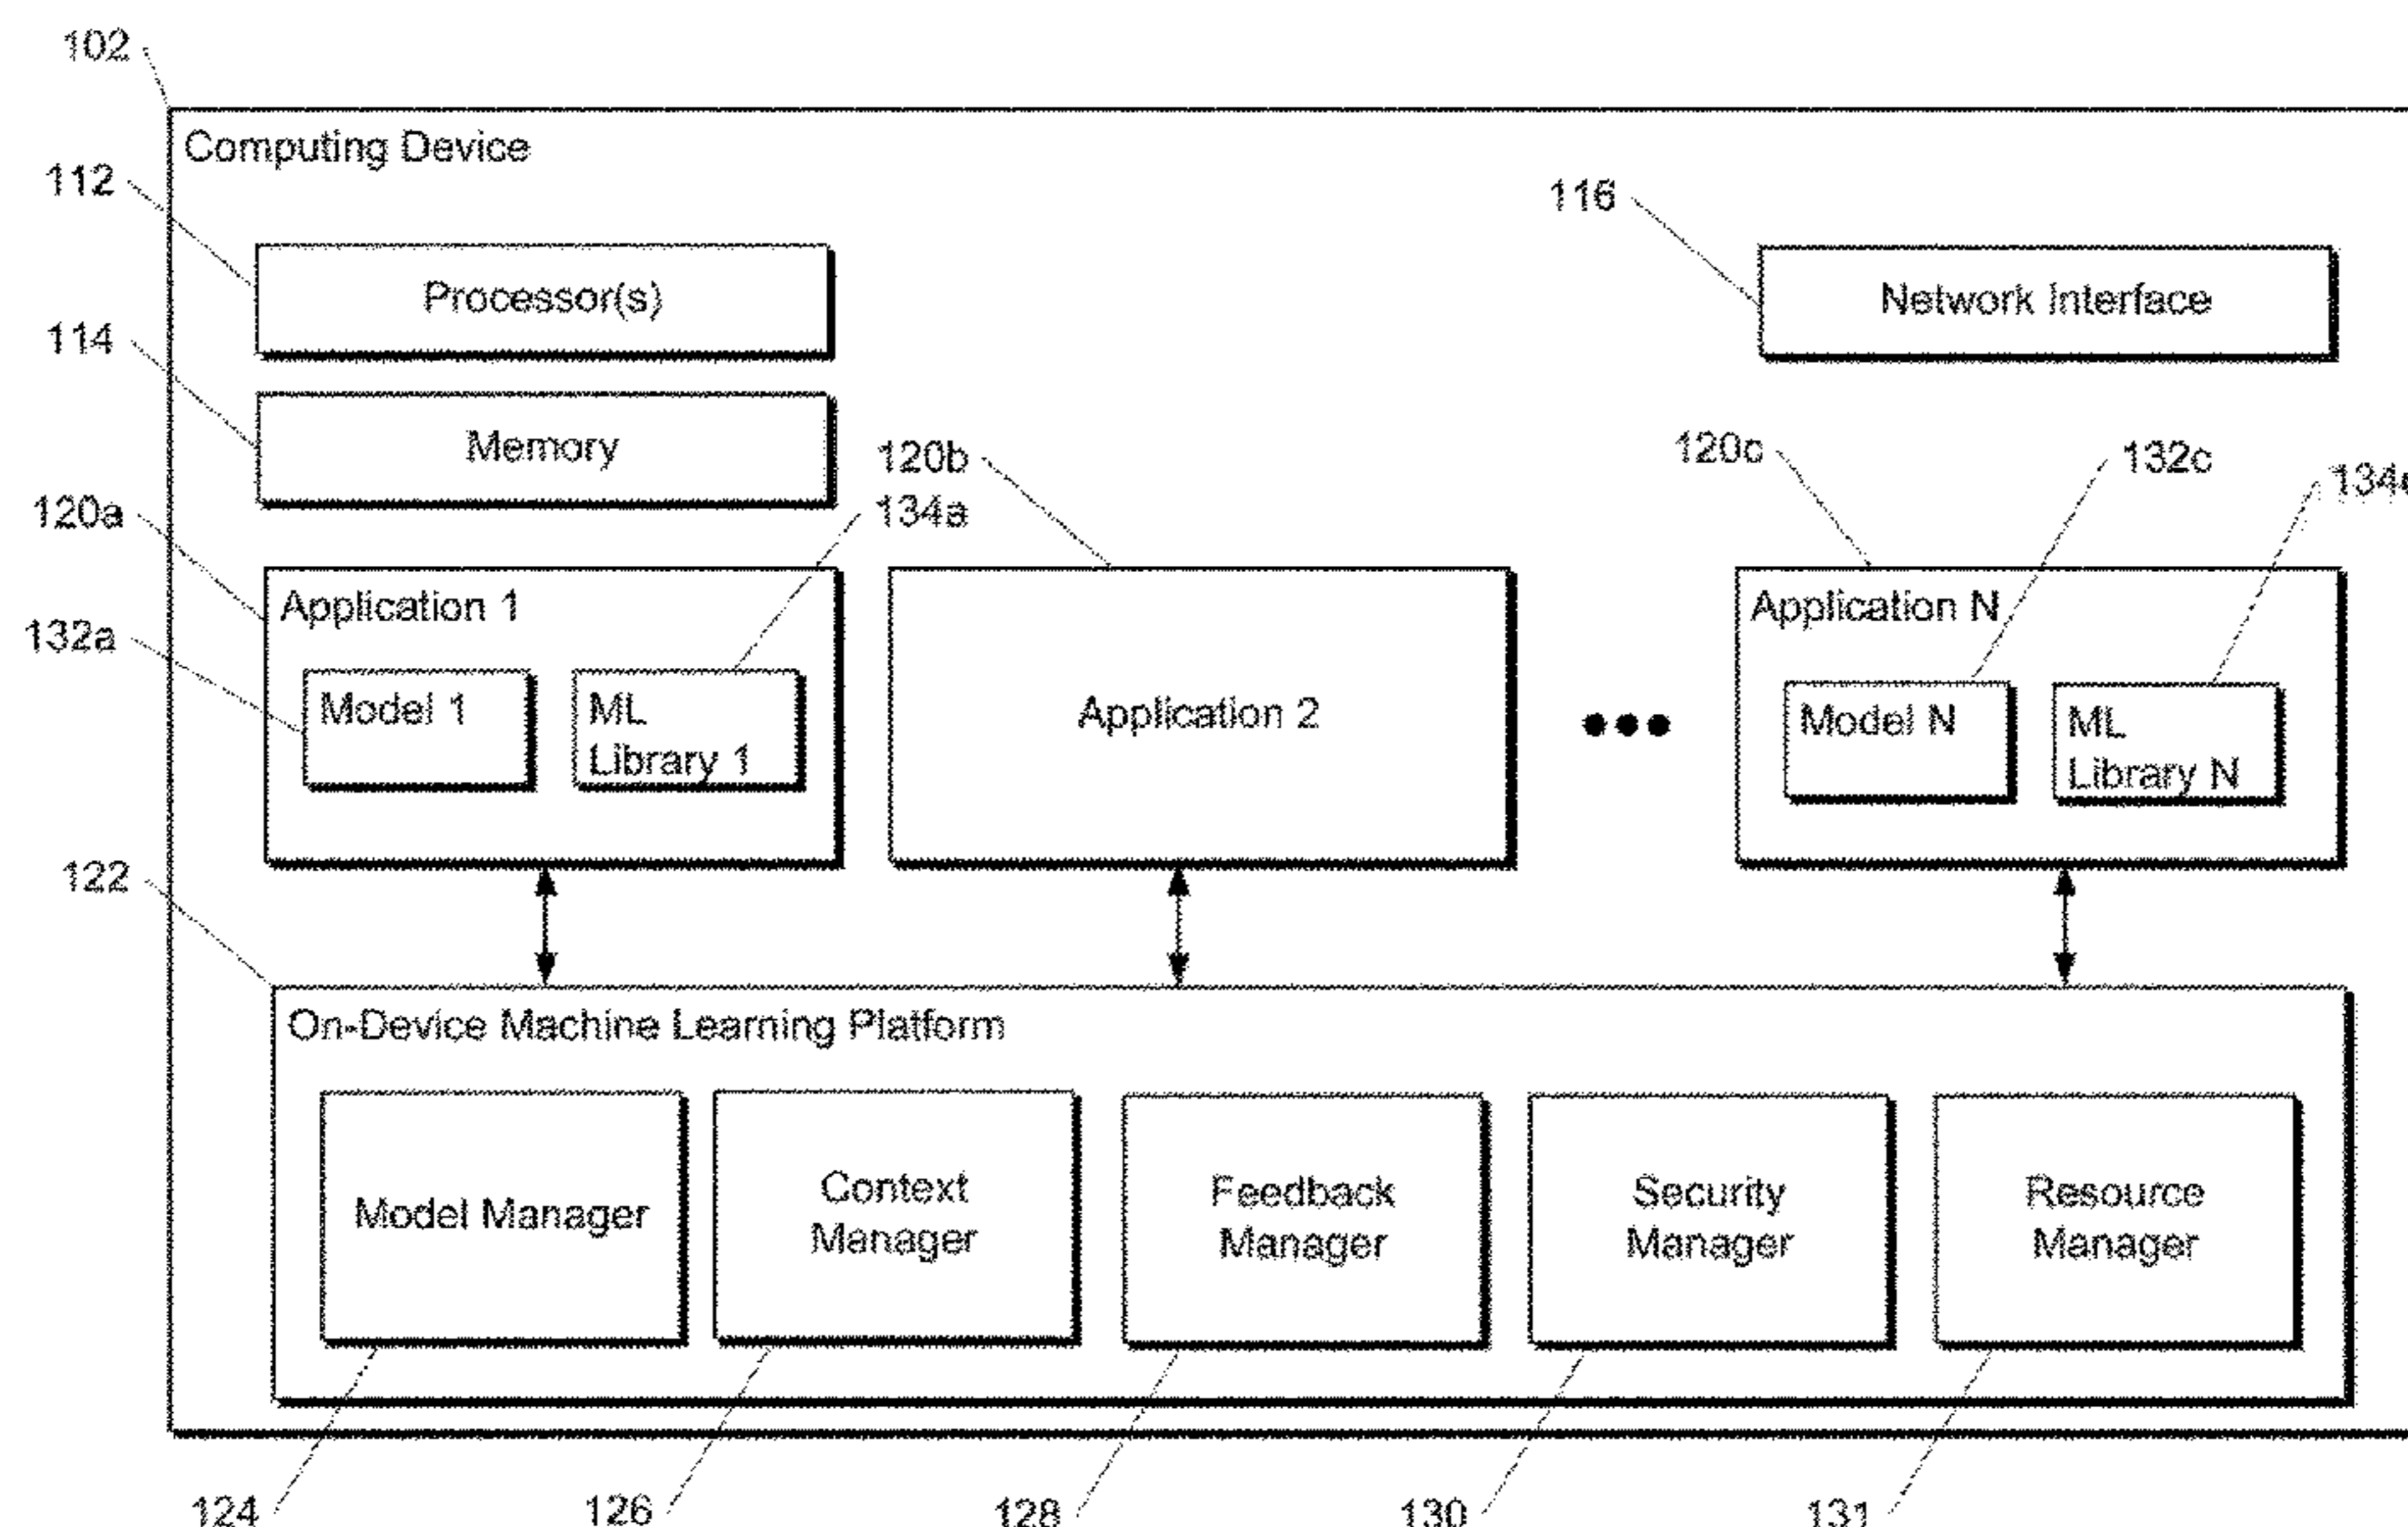 102
Computing Device
112
116
Processor(s)
Network Interface
114
Memory
120b
120c
132c
134c
120a
134a
Application 1
Application N
132a
Model 1
ML
Library 1
Application 2
Model N
ML
Library N
122
On-Device Machine Learning Platform
Model Manager
Context
Manager
Feedback
Manager
Security
Manager
Resource
Manager
124
126
128
130
131